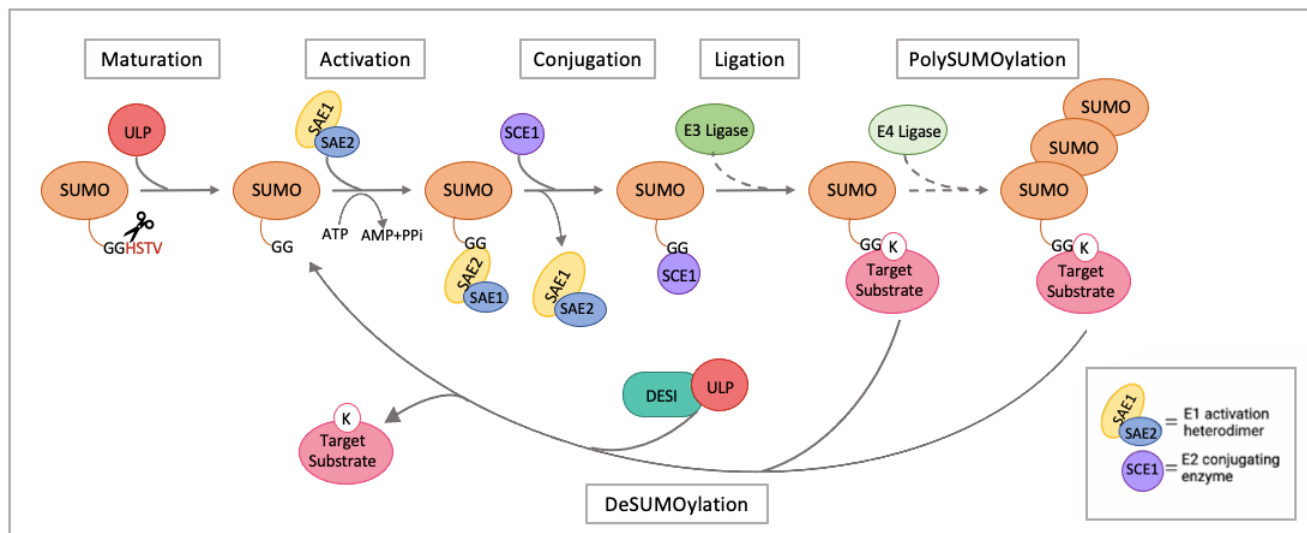 Maturation
Activation
Conjugation
Ligation
PolySUMOylation
ULP
SUMO
GGHSTV
SAE1
SAE2
SUMO
GG
ATP
AMP+PPi
SCE1
SUMO
GG
SAE2
SAE1
SAE1
SAE2
E3 Ligase
SUMO
GG
SCE1
E4 Ligase
SUMO
GG
K
Target
Substrate
SUMO
SUMO
SUMO
GG
K
Target
Substrate
DESI
ULP
K
Target
Substrate
DeSUMOylation
SAE1
SAE2
= E1 activation
heterodimer
SCE1
= E2 conjugating
enzyme